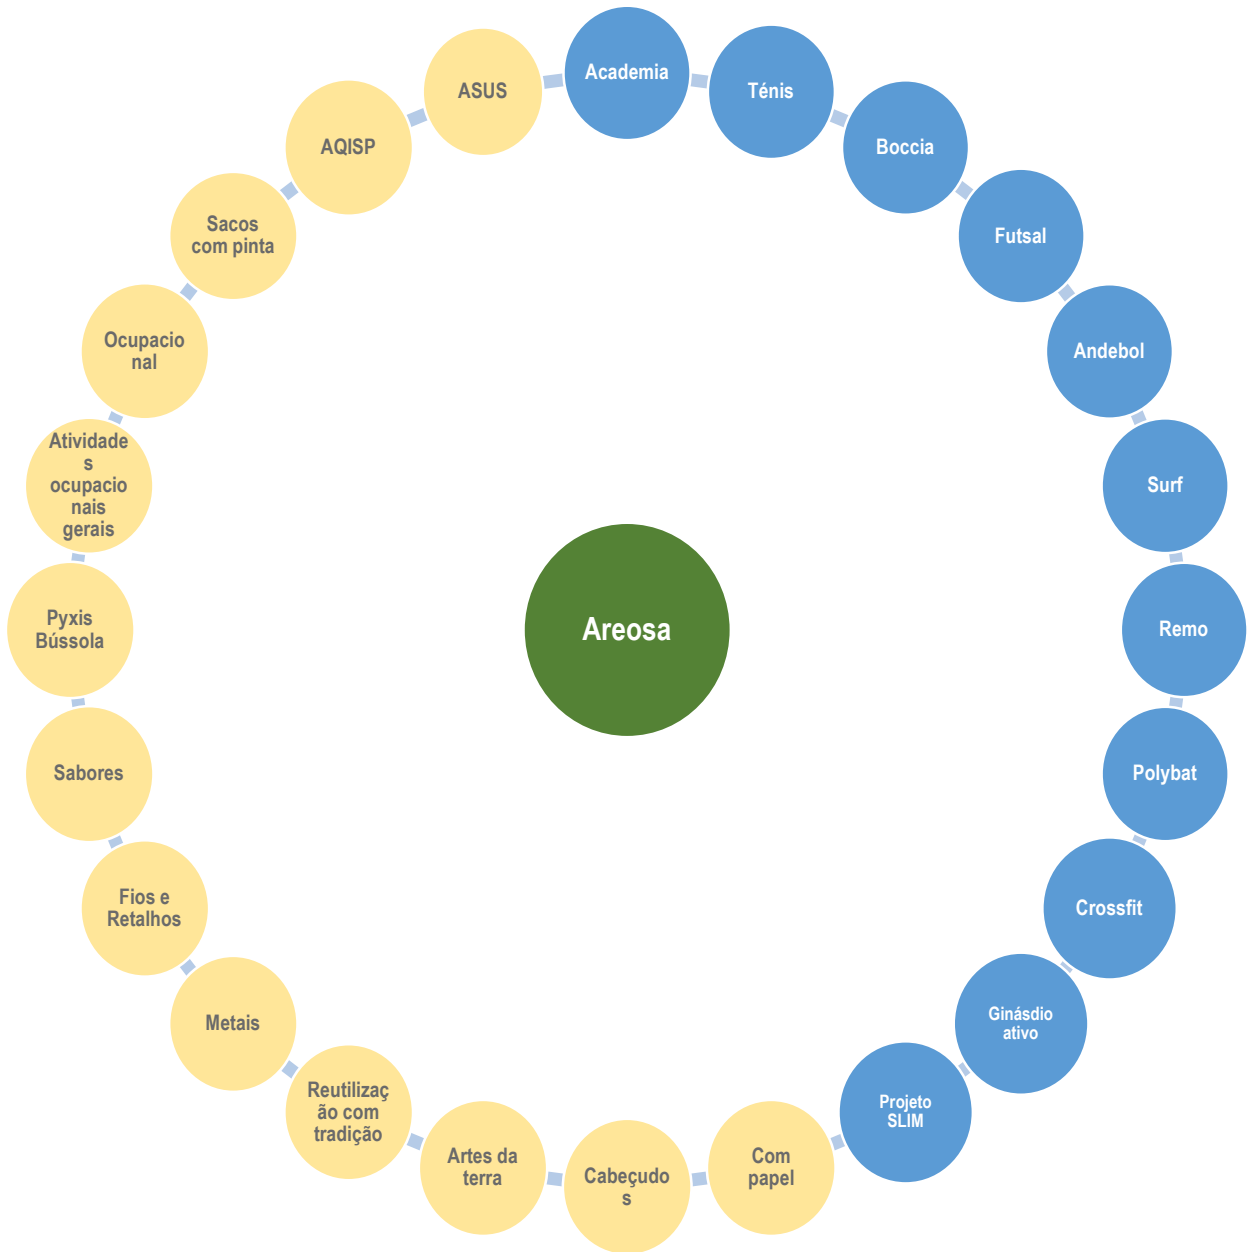 Academia
Ténis
Boccia
Futsal
Andebol
Surf
Remo
Polybat
Crossfit
Ginásdio
ativo
Projeto
SLIM
Com
papel
Cabeçudo
s
Artes da
terra
Reutilizaç
ão com
tradição
Metais
Fios e
Retalhos
Sabores
Pyxis
Bússola
Atividade
s
ocupacio
nais
gerais
Ocupacio
nal
Sacos
com pinta
AQISP
ASUS
Areosa